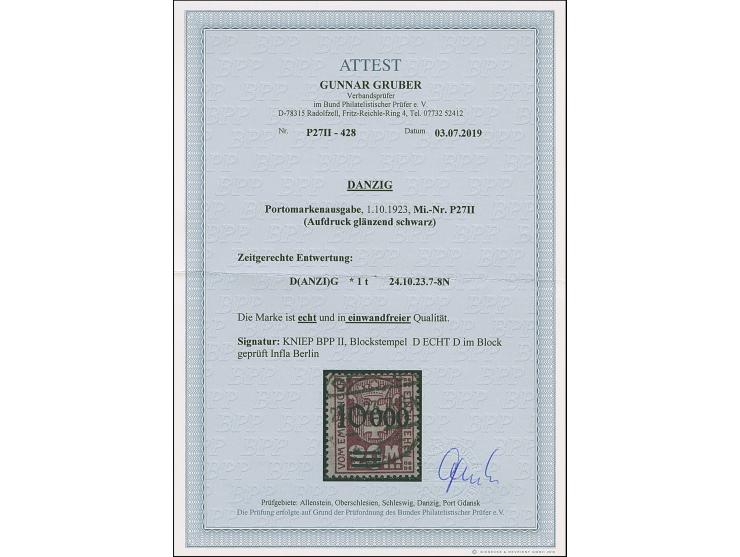 ATTEST
GUNNAR GRUBER
Verbandsprüfer
im Bund Philatelistischer Prüfer e. V.
D-78315 Radolfzell, Fritz-Reichle-Ring 4, Tel. 07732 52412
Nr. P27II - 428 Datum 03.07.2019
DANZIG
Portomarkenausgabe, 1.10.1923, Mi.-Nr. P27II
(Aufdruck glänzend schwarz)
Zeitgerechte Entwertung:
D(ANZI)G * 1 t 24.10.23.7-8N
Die Marke ist echt und in einwandfreier Qualität.
Signatur: KNIEP BPP II, Blockstempel D ECHT D im Block
geprüft Infla Berlin
10 000
VOM EMPFÄNGER
M.
Prüfgebiete: Allenstein, Oberschlesien, Schleswig, Danzig, Port Gdansk
Die Prüfung erfolgte auf Grund der Prüfordnung des Bundes Philatelistischer Prüfer e. V.